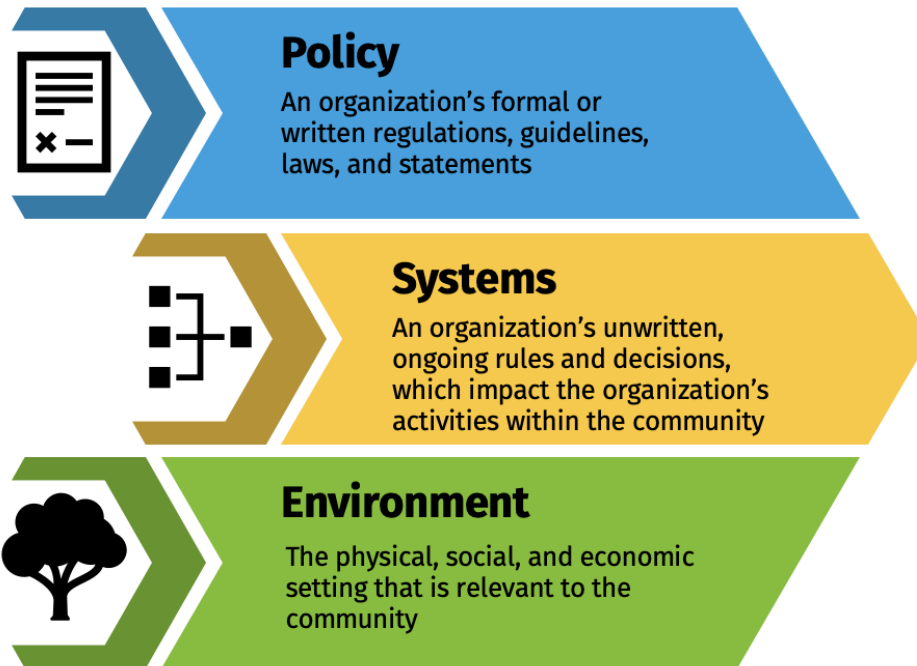 Policy
An organization’s formal or
written regulations, guidelines,
laws, and statements
Systems
An organization’s unwritten,
ongoing rules and decisions,
which impact the organization’s
activities within the community
Environment
The physical, social, and economic
setting that is relevant to the
community